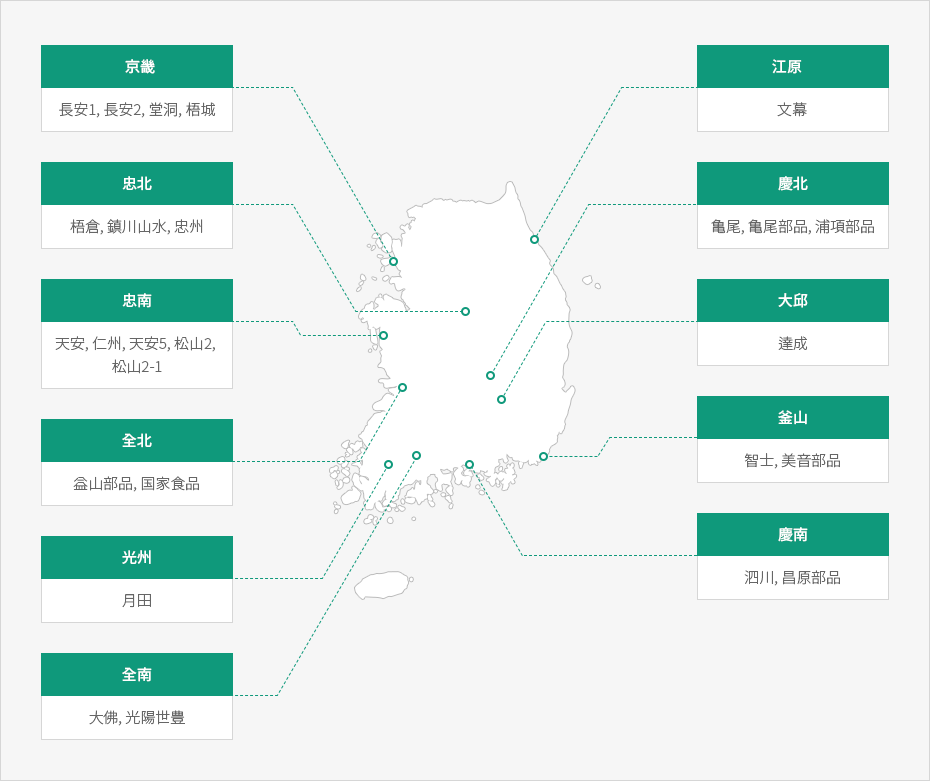 京畿
長安1, 長安2, 堂洞, 梧城
忠北
梧倉, 鎮川山水, 忠州
忠南
天安, 仁州, 天安5, 松山2,
松山2-1
全北
益山部品, 国家食品
光州
月田
全南
大佛, 光陽世豊
江原
文幕
慶北
亀尾, 亀尾部品, 浦項部品
大邱
達成
釜山
智士, 美音部品
慶南
泗川, 昌原部品